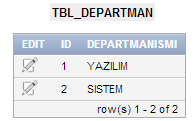 TBL_DEPARTMAN
EDIT ID DEPARTMANISMI
1 YAZILIM
2 SISTEM
row(s) 1 - 2 of 2